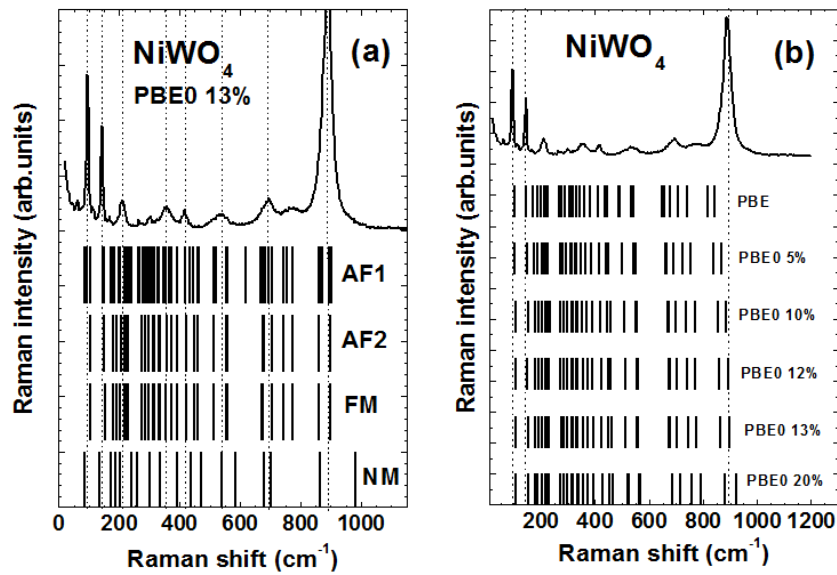 (a)
NiWO4
PBE0 13%
AF1
AF2
FM
NM
Raman intensity (arb.units)
0 200 400 600 800 1000
Raman shift (cm-1)
(b)
NiWO4
PBE
PBE0 5%
PBE0 10%
PBE0 12%
PBE0 13%
PBE0 20%
Raman intensity (arb.units)
200 400 600 800 1000 1200
Raman shift (cm-1)